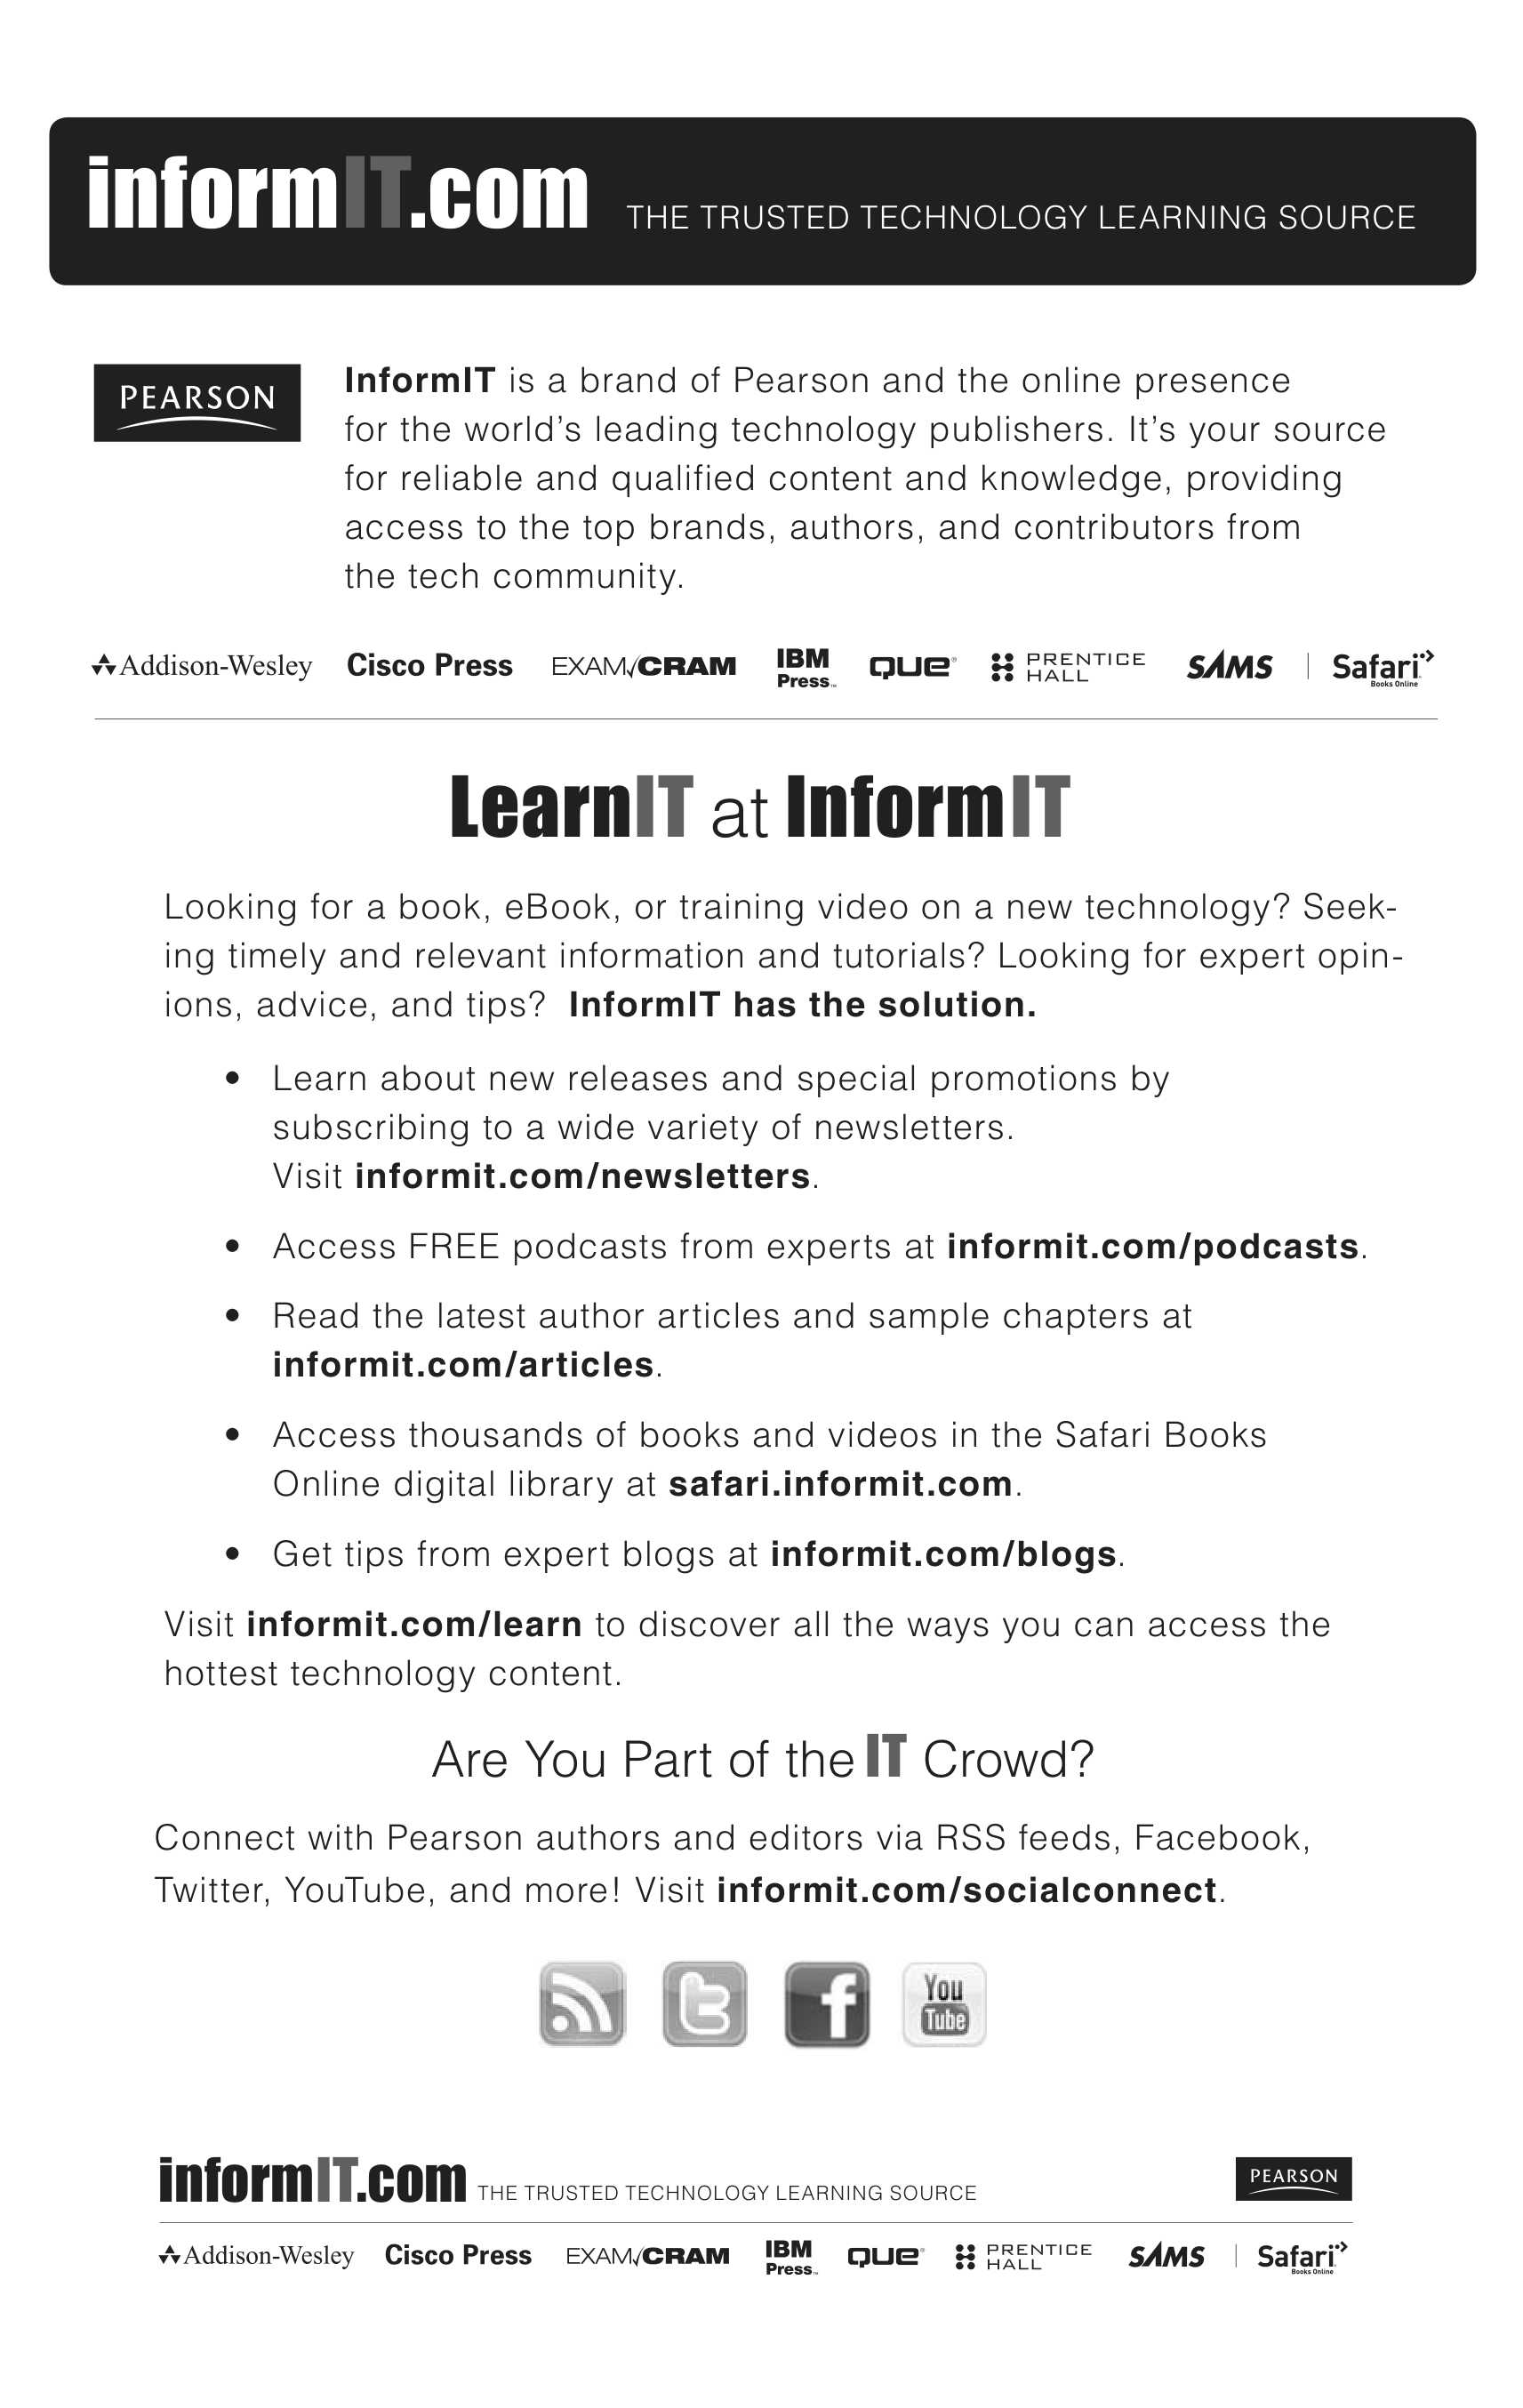 informIT.com THE TRUSTED TECHNOLOGY LEARNING SOURCE
PEARSON
InformIT is a brand of Pearson and the online presence
for the world's leading technology publishers. It's your source
for reliable and qualified content and knowledge, providing
access to the top brands, authors, and contributors from
the tech community.
Addison-Wesley Cisco Press EXAM/CRAM IBM Press™ QUE® PRENTICE HALL SAMS | Safari Books Online
LearnIT at InformIT
Looking for a book, eBook, or training video on a new technology? Seek-
ing timely and relevant information and tutorials? Looking for expert opin-
ions, advice, and tips? InformIT has the solution.
• Learn about new releases and special promotions by
subscribing to a wide variety of newsletters.
Visit informit.com/newsletters.
• Access FREE podcasts from experts at informit.com/podcasts.
• Read the latest author articles and sample chapters at
informit.com/articles.
• Access thousands of books and videos in the Safari Books
Online digital library at safari.informit.com.
• Get tips from expert blogs at informit.com/blogs.
Visit informit.com/learn to discover all the ways you can access the
hottest technology content.
Are You Part of the IT Crowd?
Connect with Pearson authors and editors via RSS feeds, Facebook,
Twitter, YouTube, and more! Visit informit.com/socialconnect.
t f You Tube
informIT.com THE TRUSTED TECHNOLOGY LEARNING SOURCE PEARSON
Addison-Wesley Cisco Press EXAM/CRAM IBM Press™ QUE® PRENTICE HALL SAMS | Safari Books Online